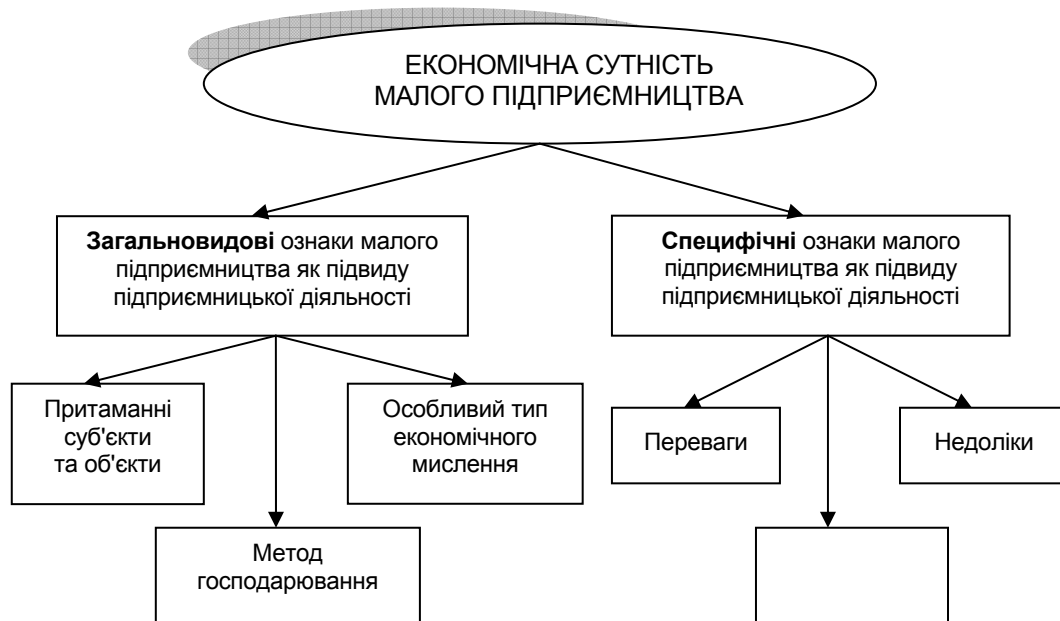 ЕКОНОМІЧНА СУТНІСТЬ
МАЛОГО ПІДПРИЄМНИЦТВА
Загальновидові ознаки малого
підприємництва як підвиду
підприємницької діяльності
Специфічні ознаки малого
підприємництва як підвиду
підприємницької діяльності
Притаманні
суб'єкти
та об'єкти
Особливий тип
економічного
мислення
Переваги
Недоліки
Метод
господарювання